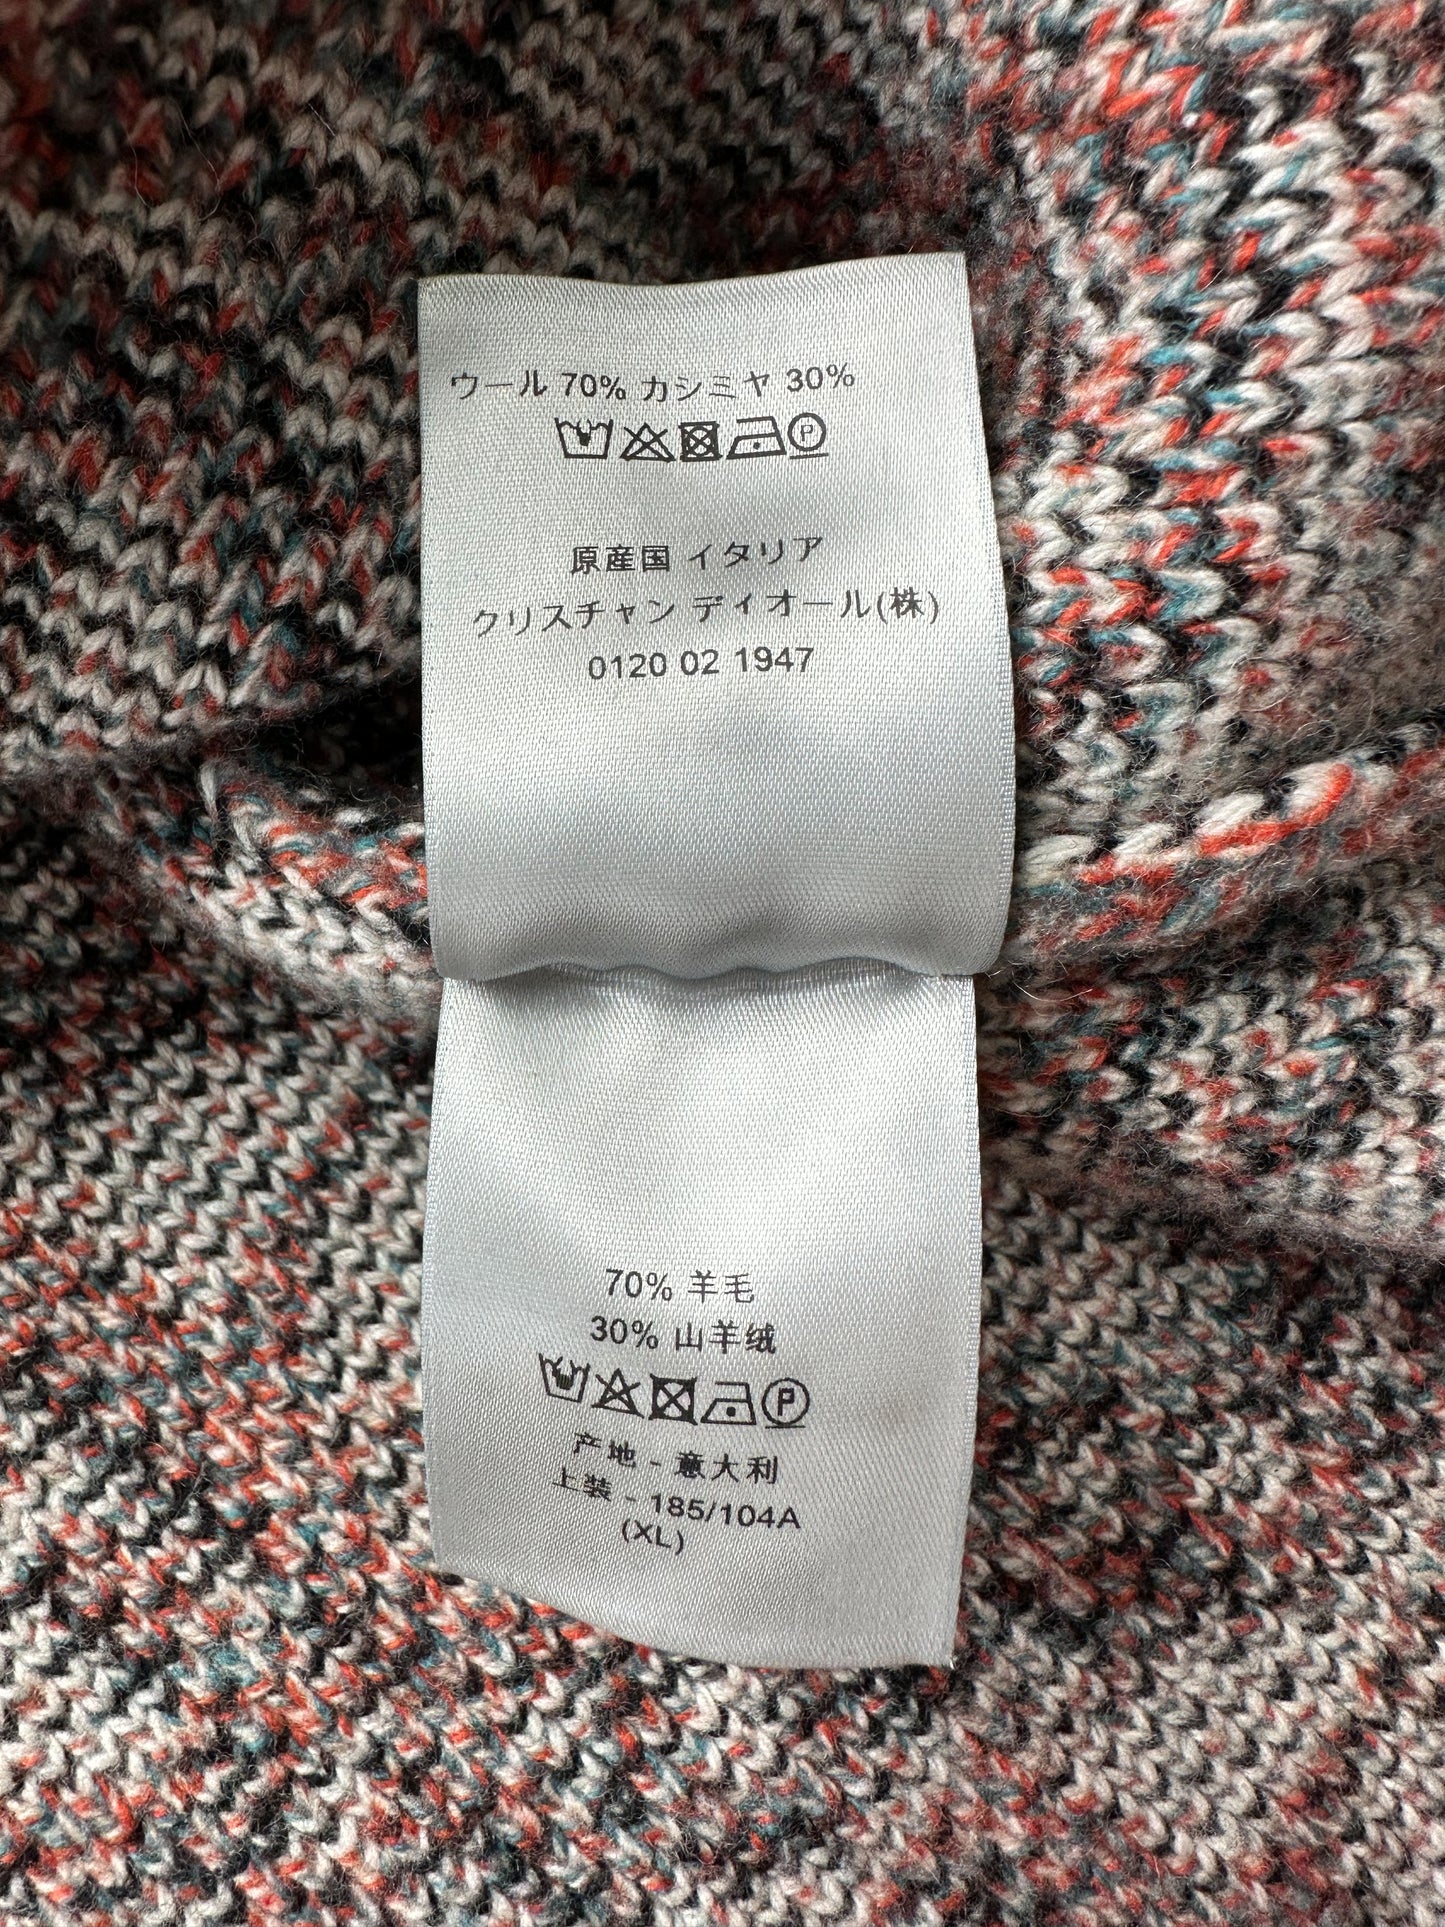 ウール 70% カシミヤ 30%
P
原産国 イタリア
クリスチャン ディオール(株)
0120 02 1947
70% 羊毛
30% 山羊绒
P
产地 - 意大利
上装 - 185/104A
(XL)